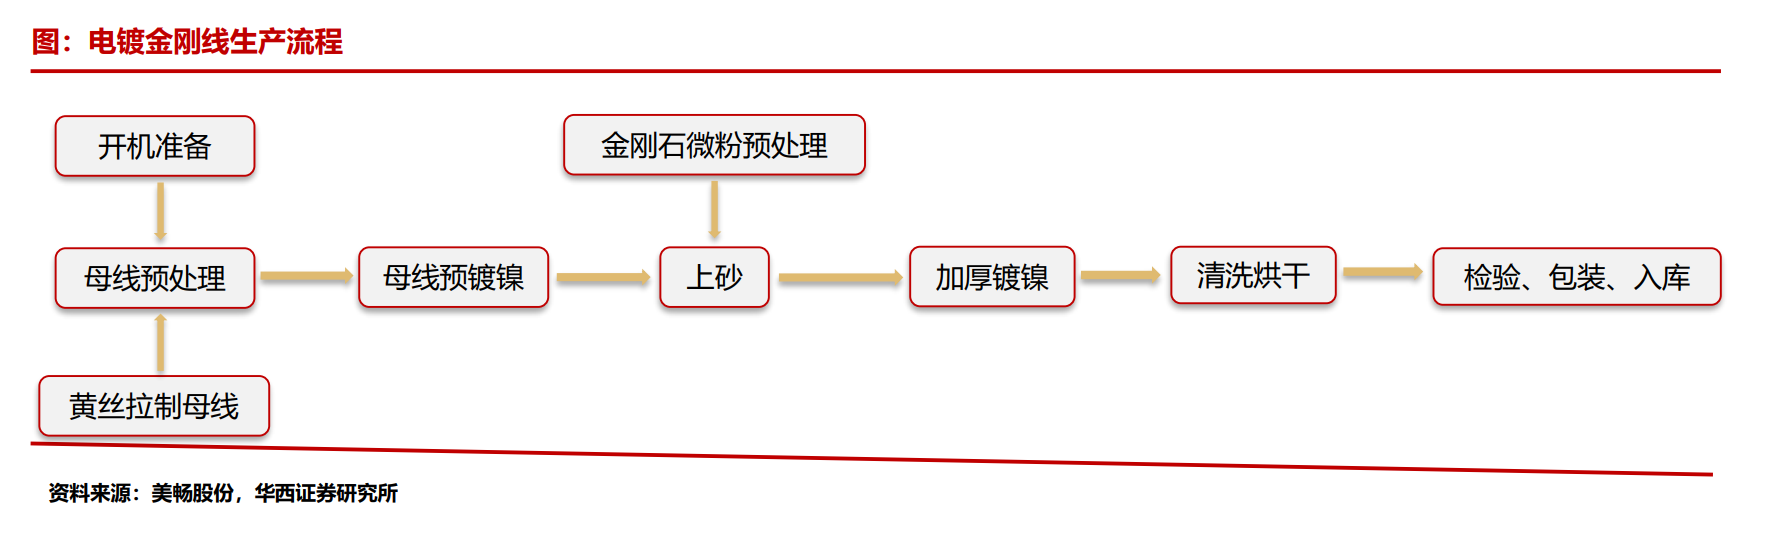 图：电镀金刚线生产流程
开机准备
金刚石微粉预处理
母线预处理
母线预镀镍
上砂
加厚镀镍
清洗烘干
检验、包装、入库
黄丝拉制母线
资料来源：美畅股份，华西证券研究所